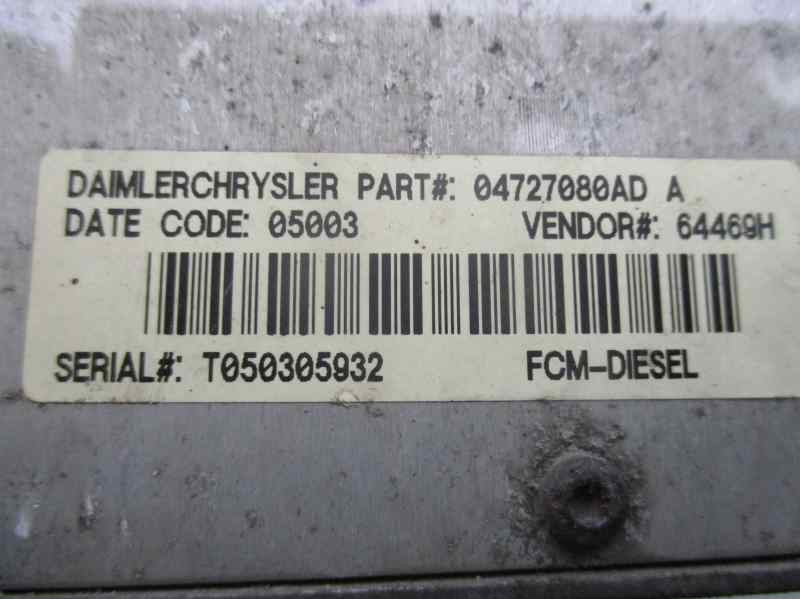 DAIMLERCHRYSLER PART#: 04727080AD A
DATE CODE: 05003 VENDOR#: 64469H
SERIAL#: T050305932 FCM-DIESEL